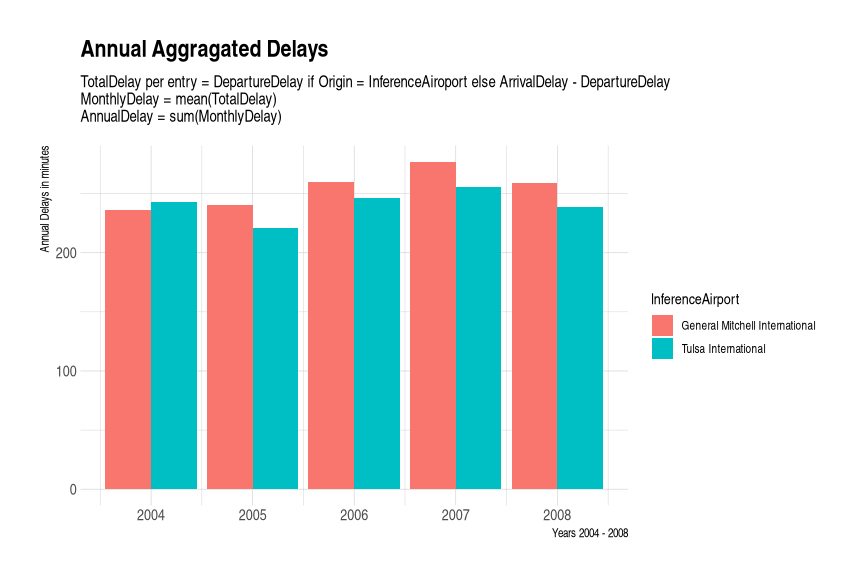 Annual Aggragated Delays
TotalDelay per entry = DepartureDelay if Origin = InferenceAiroport else ArrivalDelay - DepartureDelay
MonthlyDelay = mean(TotalDelay)
AnnualDelay = sum(MonthlyDelay)
Annual Delays in minutes
200
100
0
2004 2005 2006 2007 2008
Years 2004 - 2008
InferenceAirport
General Mitchell International
Tulsa International